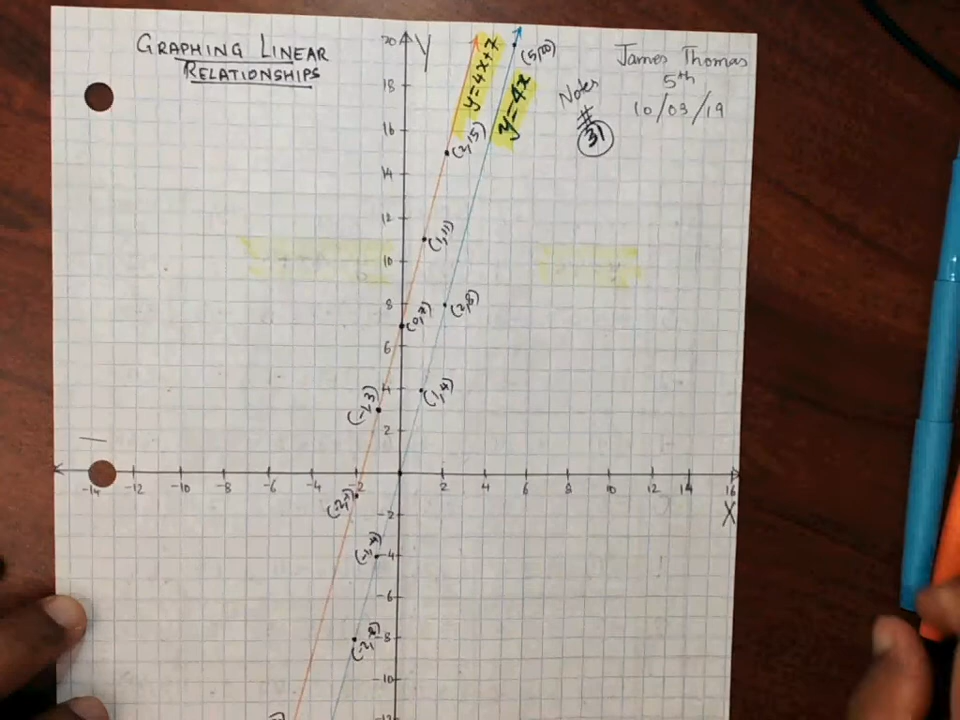 GRAPHING LINEAR
RELATIONSHIPS
James Thomas
5th
10/03/19
Notes
#
31
Y
y=4x+7
y=4x
(5,20)
(2,15)
(1,11)
(0,7)
(2,8)
(-1,3)
(1,4)
20
18
16
14
12
10
8
6
4
2
-14 -12 -10 -8 -6 -4 -2 2 4 6 8 10 12 14 16
X
(-2,-1)
-2
(-1,-4)
-4
-6
(-2,-8)
-8
-10
-12